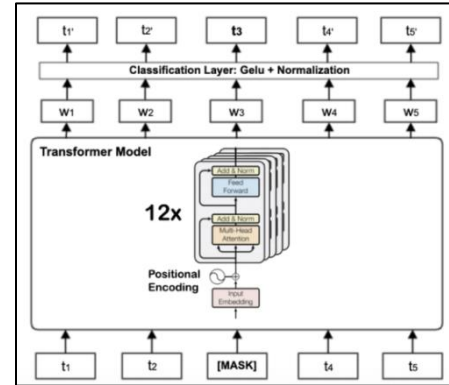 t1' t2' t3 t4' t5'
Classification Layer: Gelu + Normalization
W1 W2 W3 W4 W5
Transformer Model
12x
Add & Norm
Feed
Forward
Add & Norm
Multi-Head
Attention
Positional
Encoding
Input
Embedding
t1 t2 [MASK] t4 t5